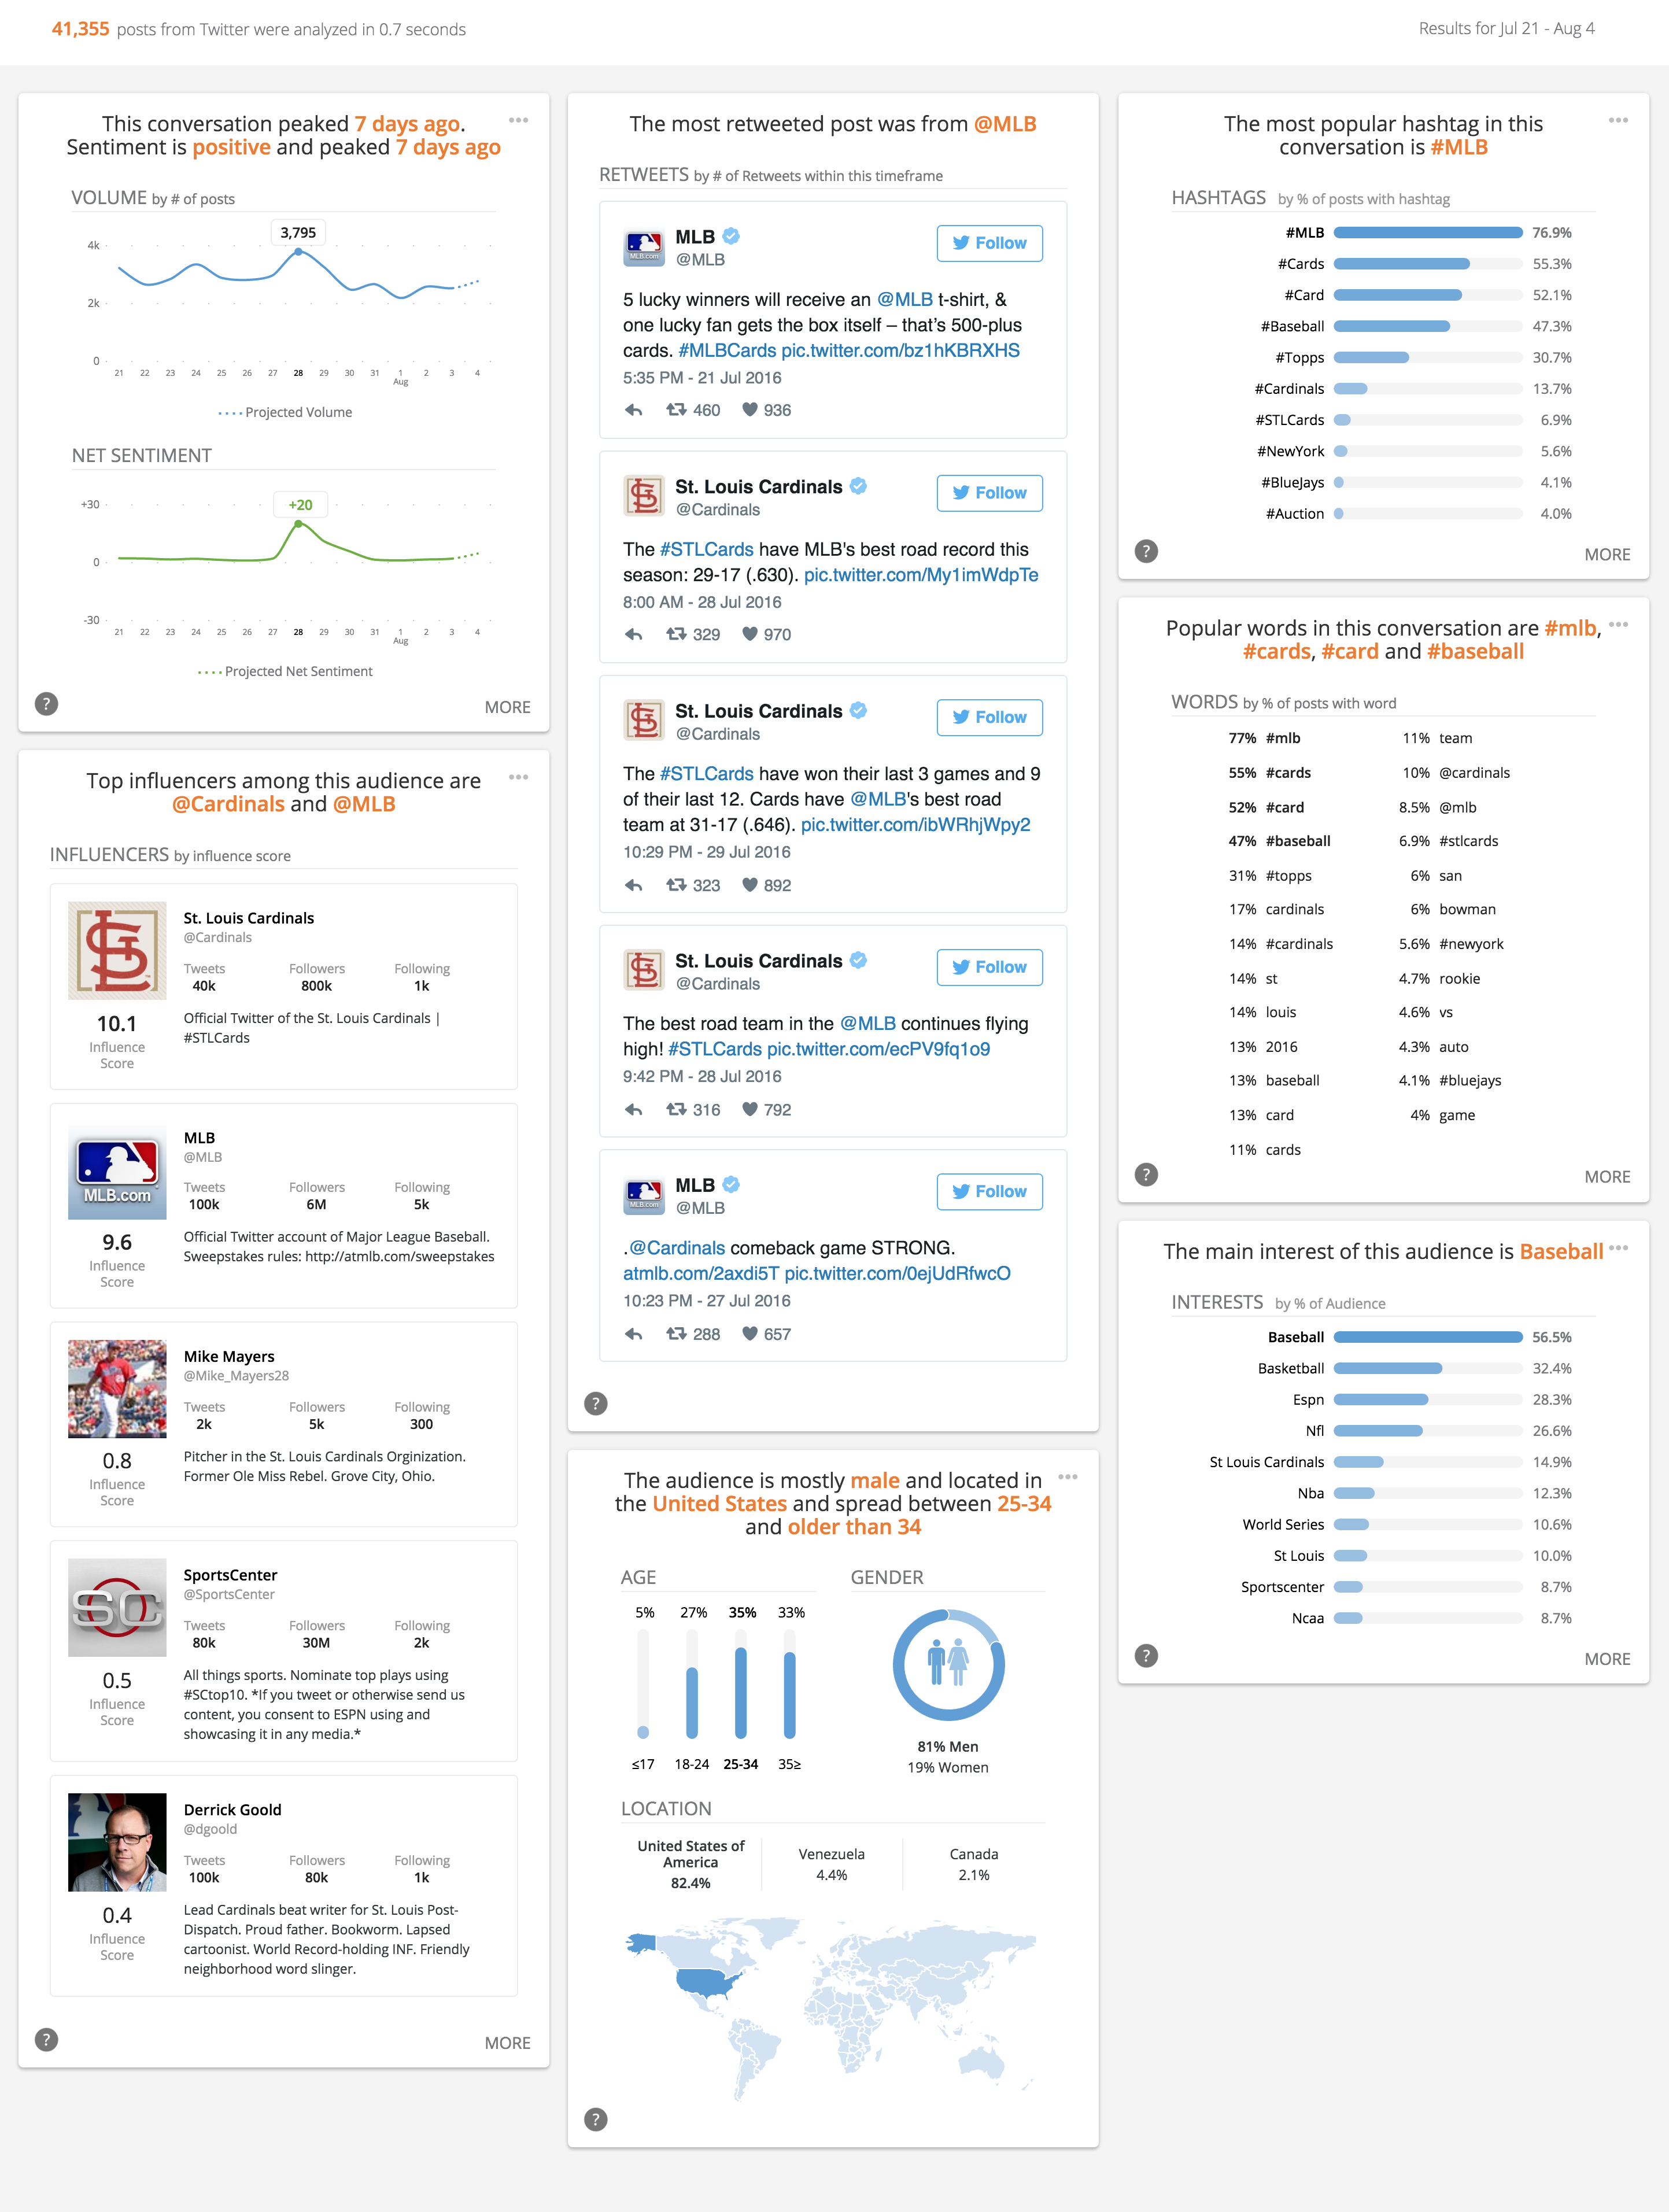 41,355 posts from Twitter were analyzed in 0.7 seconds
Results for Jul 21 - Aug 4
This conversation peaked 7 days ago.
Sentiment is positive and peaked 7 days ago
VOLUME by # of posts
3,795
4k
2k
0
21 22 23 24 25 26 27 28 29 30 31 1 2 3 4
Aug
Projected Volume
NET SENTIMENT
+20
+30
0
-30
21 22 23 24 25 26 27 28 29 30 31 1 2 3 4
Aug
Projected Net Sentiment
?
MORE
Top influencers among this audience are
@Cardinals and @MLB
INFLUENCERS by influence score
St. Louis Cardinals
@Cardinals
Tweets Followers Following
40k 800k 1k
10.1
Influence
Score
Official Twitter of the St. Louis Cardinals |
#STLCards
MLB
@MLB
MLB.com
Tweets Followers Following
100k 6M 5k
9.6
Influence
Score
Official Twitter account of Major League Baseball.
Sweepstakes rules: http://atmlb.com/sweepstakes
Mike Mayers
@Mike_Mayers28
Tweets Followers Following
2k 5k 300
0.8
Influence
Score
Pitcher in the St. Louis Cardinals Orginization.
Former Ole Miss Rebel. Grove City, Ohio.
SC
SportsCenter
@SportsCenter
Tweets Followers Following
80k 30M 2k
0.5
Influence
Score
All things sports. Nominate top plays using
#SCtop10. *If you tweet or otherwise send us
content, you consent to ESPN using and
showcasing it in any media.*
Derrick Goold
@dgoold
Tweets Followers Following
100k 80k 1k
0.4
Influence
Score
Lead Cardinals beat writer for St. Louis Post-
Dispatch. Proud father. Bookworm. Lapsed
cartoonist. World Record-holding INF. Friendly
neighborhood word slinger.
?
MORE
The most retweeted post was from @MLB
RETWEETS by # of Retweets within this timeframe
MLB.com
MLB
@MLB
Follow
5 lucky winners will receive an @MLB t-shirt, &
one lucky fan gets the box itself – that's 500-plus
cards. #MLBCards pic.twitter.com/bz1hKBRXHS
5:35 PM - 21 Jul 2016
460 936
St. Louis Cardinals
@Cardinals
Follow
The #STLCards have MLB's best road record this
season: 29-17 (.630). pic.twitter.com/My1imWdpTe
8:00 AM - 28 Jul 2016
329 970
St. Louis Cardinals
@Cardinals
Follow
The #STLCards have won their last 3 games and 9
of their last 12. Cards have @MLB's best road
team at 31-17 (.646). pic.twitter.com/ibWRhjWpy2
10:29 PM - 29 Jul 2016
323 892
St. Louis Cardinals
@Cardinals
Follow
The best road team in the @MLB continues flying
high! #STLCards pic.twitter.com/ecPV9fq1o9
9:42 PM - 28 Jul 2016
316 792
MLB.com
MLB
@MLB
Follow
.@Cardinals comeback game STRONG.
atmlb.com/2axdi5T pic.twitter.com/0ejUdRfwcO
10:23 PM - 27 Jul 2016
288 657
?
The audience is mostly male and located in
the United States and spread between 25-34
and older than 34
AGE
5% 27% 35% 33%
≤17 18-24 25-34 35≥
GENDER
81% Men
19% Women
LOCATION
United States of
America
82.4%
Venezuela
4.4%
Canada
2.1%
?
The most popular hashtag in this
conversation is #MLB
HASHTAGS by % of posts with hashtag
#MLB 76.9%
#Cards 55.3%
#Card 52.1%
#Baseball 47.3%
#Topps 30.7%
#Cardinals 13.7%
#STLCards 6.9%
#NewYork 5.6%
#BlueJays 4.1%
#Auction 4.0%
?
MORE
Popular words in this conversation are #mlb,
#cards, #card and #baseball
WORDS by % of posts with word
77% #mlb 11% team
55% #cards 10% @cardinals
52% #card 8.5% @mlb
47% #baseball 6.9% #stlcards
31% #topps 6% san
17% cardinals 6% bowman
14% #cardinals 5.6% #newyork
14% st 4.7% rookie
14% louis 4.6% vs
13% 2016 4.3% auto
13% baseball 4.1% #bluejays
13% card 4% game
11% cards
?
MORE
The main interest of this audience is Baseball
INTERESTS by % of Audience
Baseball 56.5%
Basketball 32.4%
Espn 28.3%
Nfl 26.6%
St Louis Cardinals 14.9%
Nba 12.3%
World Series 10.6%
St Louis 10.0%
Sportscenter 8.7%
Ncaa 8.7%
?
MORE